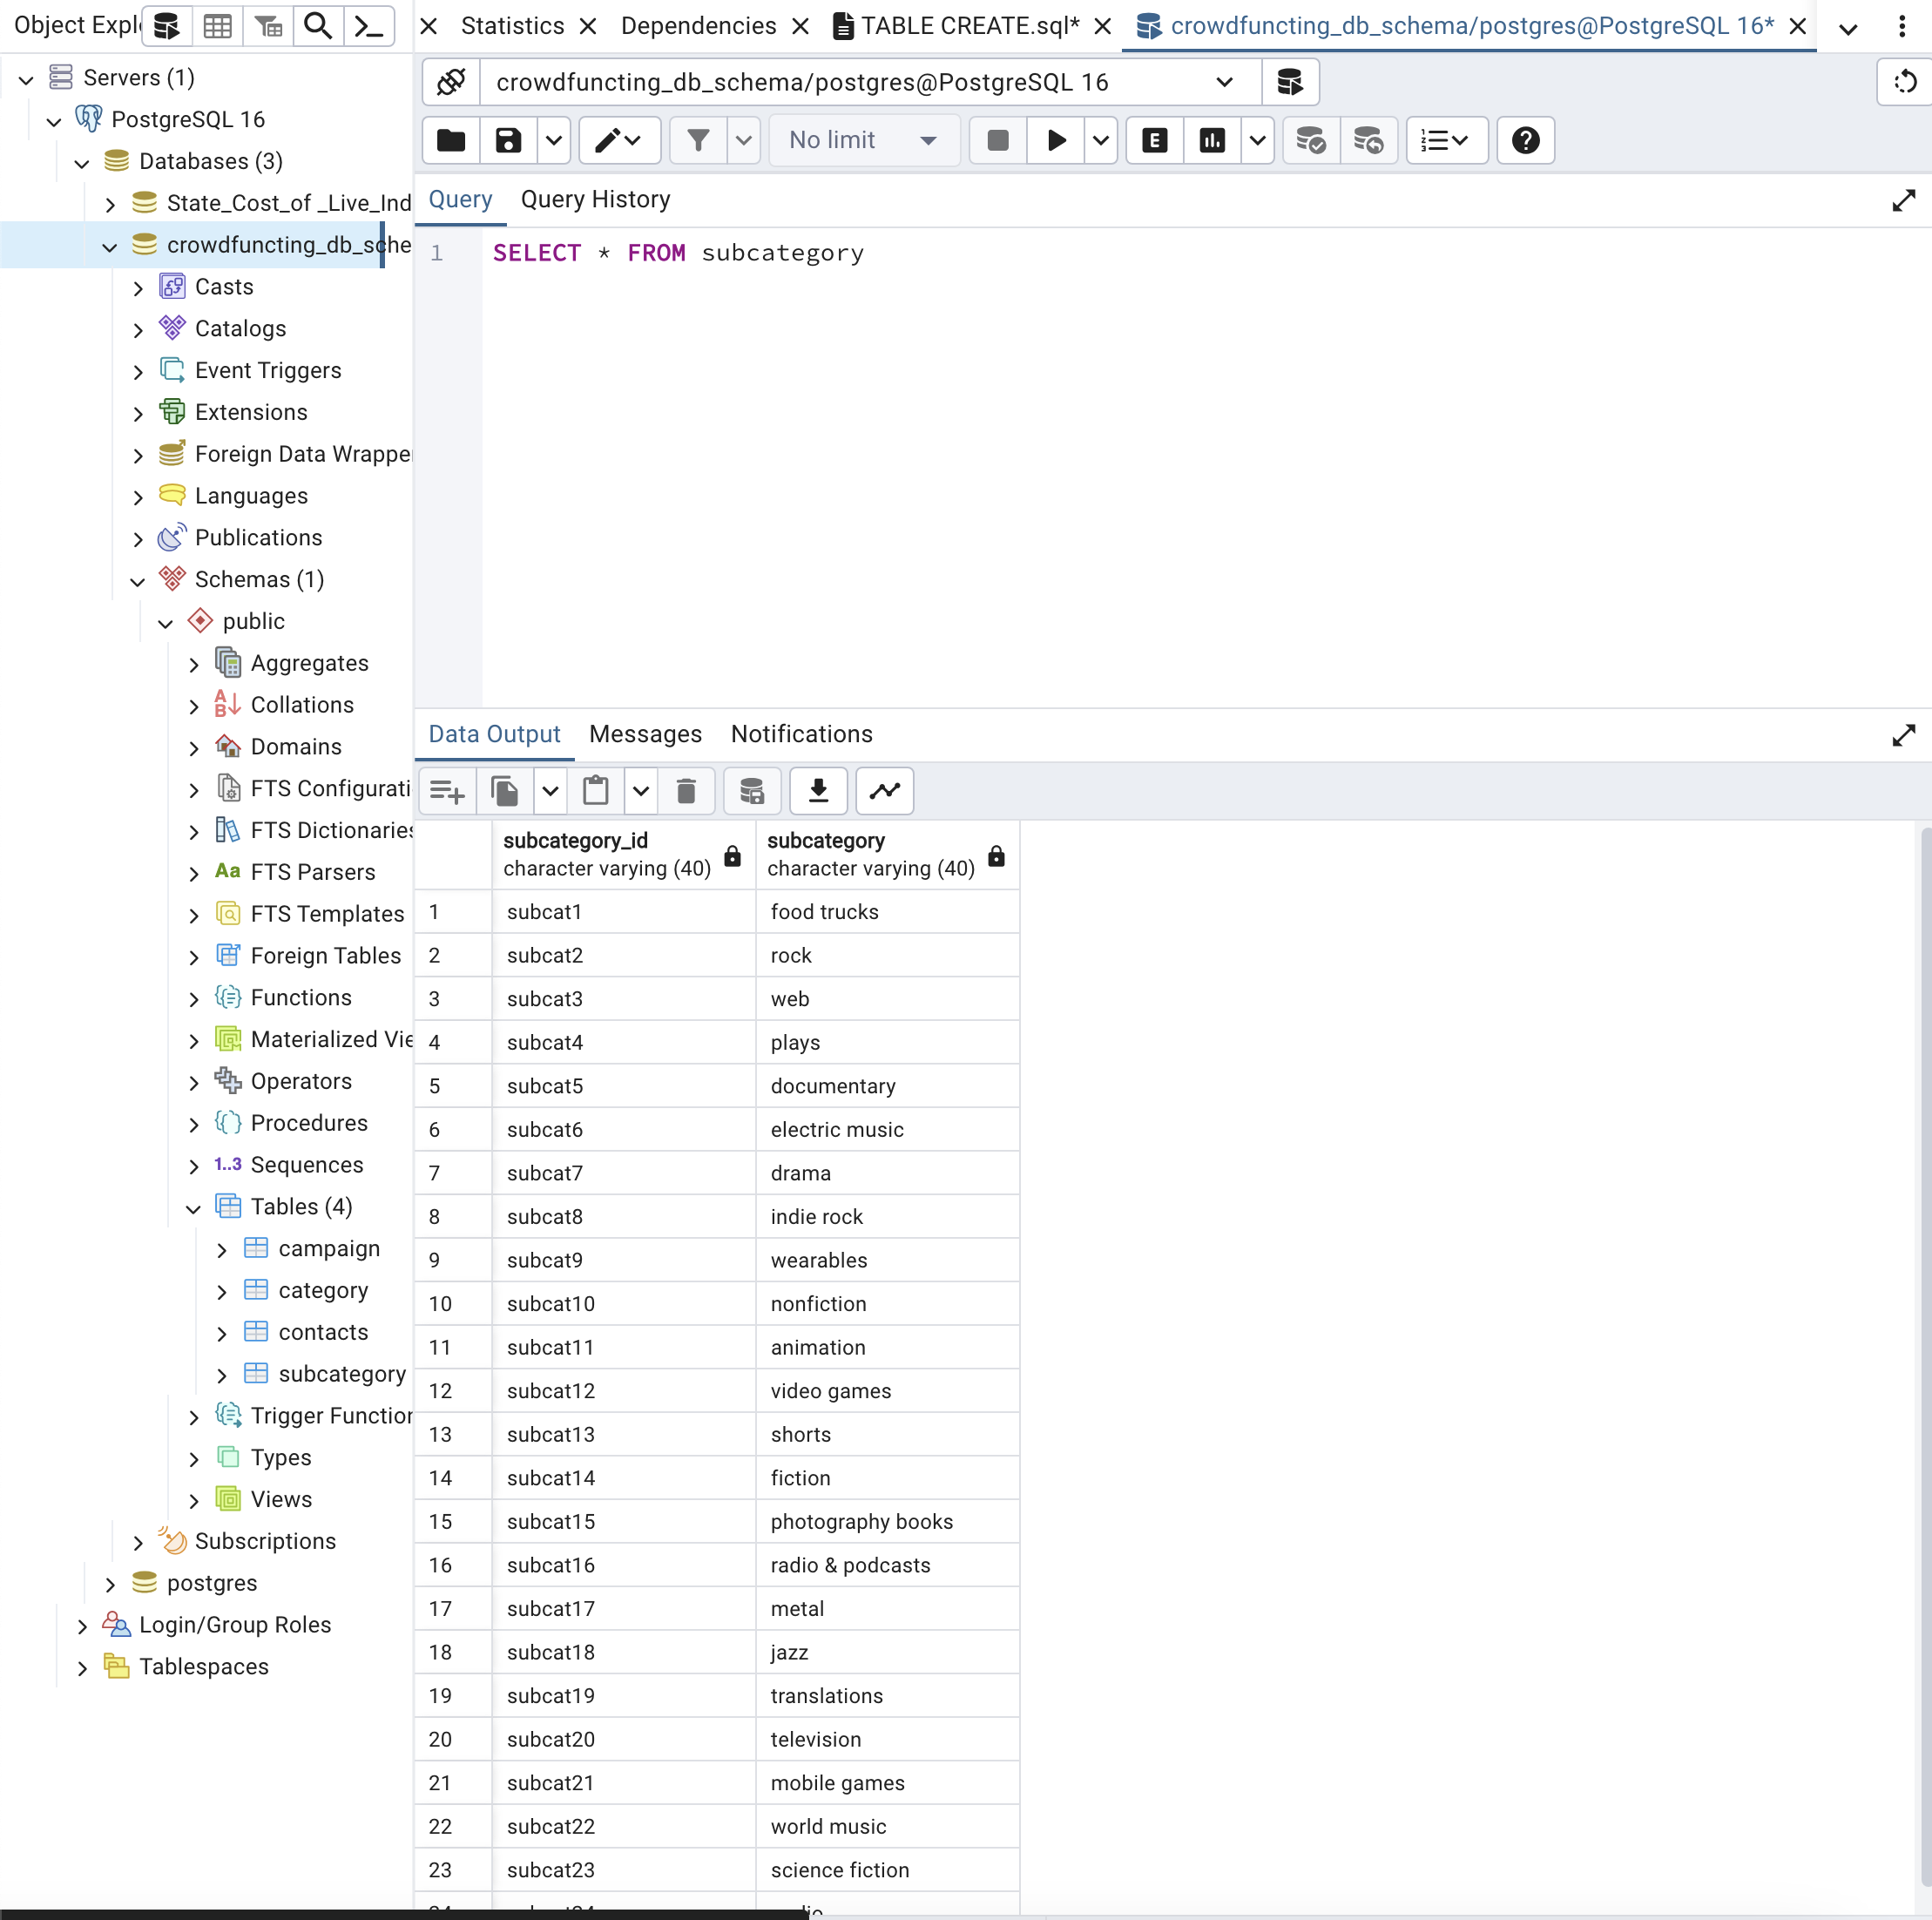 Object Expl
Statistics
Dependencies
TABLE CREATE.sql*
crowdfuncting_db_schema/postgres@PostgreSQL 16*
Servers (1)
PostgreSQL 16
Databases (3)
State_Cost_of _Live_Ind
crowdfuncting_db_sche
Casts
Catalogs
Event Triggers
Extensions
Foreign Data Wrapper
Languages
Publications
Schemas (1)
public
Aggregates
Collations
Domains
FTS Configurati
FTS Dictionaries
Aa FTS Parsers
FTS Templates
Foreign Tables
Functions
Materialized Vie
Operators
Procedures
1..3 Sequences
Tables (4)
campaign
category
contacts
subcategory
Trigger Function
Types
Views
Subscriptions
postgres
Login/Group Roles
Tablespaces
crowdfuncting_db_schema/postgres@PostgreSQL 16
No limit
E
Query
Query History
1 SELECT * FROM subcategory
Data Output
Messages
Notifications
subcategory_id
character varying (40)
subcategory
character varying (40)
1 subcat1 food trucks
2 subcat2 rock
3 subcat3 web
4 subcat4 plays
5 subcat5 documentary
6 subcat6 electric music
7 subcat7 drama
8 subcat8 indie rock
9 subcat9 wearables
10 subcat10 nonfiction
11 subcat11 animation
12 subcat12 video games
13 subcat13 shorts
14 subcat14 fiction
15 subcat15 photography books
16 subcat16 radio & podcasts
17 subcat17 metal
18 subcat18 jazz
19 subcat19 translations
20 subcat20 television
21 subcat21 mobile games
22 subcat22 world music
23 subcat23 science fiction